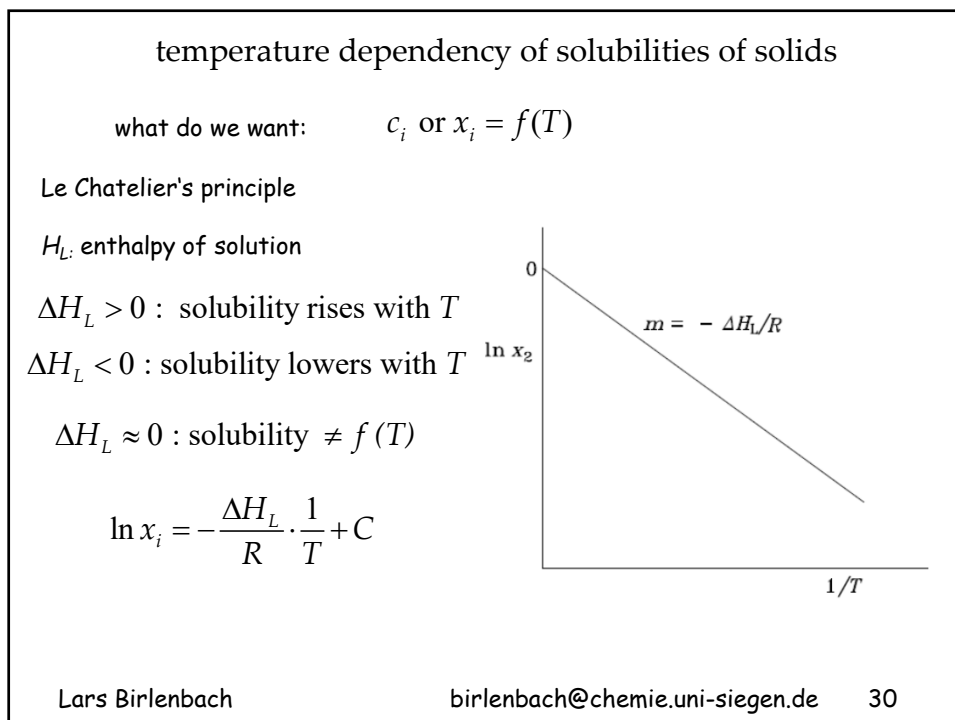 temperature dependency of solubilities of solids
what do we want: c_i or x_i = f(T)
Le Chatelier's principle
H_L: enthalpy of solution
ΔH_L > 0 : solubility rises with T
ΔH_L < 0 : solubility lowers with T
ΔH_L ≈ 0 : solubility ≠ f (T)
ln x_i = − ΔH_L/R · 1/T + C
0
m = − ΔH_L/R
ln x_2
1/T
Lars Birlenbach birlenbach@chemie.uni-siegen.de 30